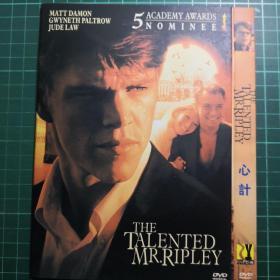 MATT DAMON
GWYNETH PALTROW
JUDE LAW
5 ACADEMY AWARDS
NOMINEE
THE
TALENTED
MR.RIPLEY
DVD
THE
TALENTED
MR.RIPLEY
心計
DVD